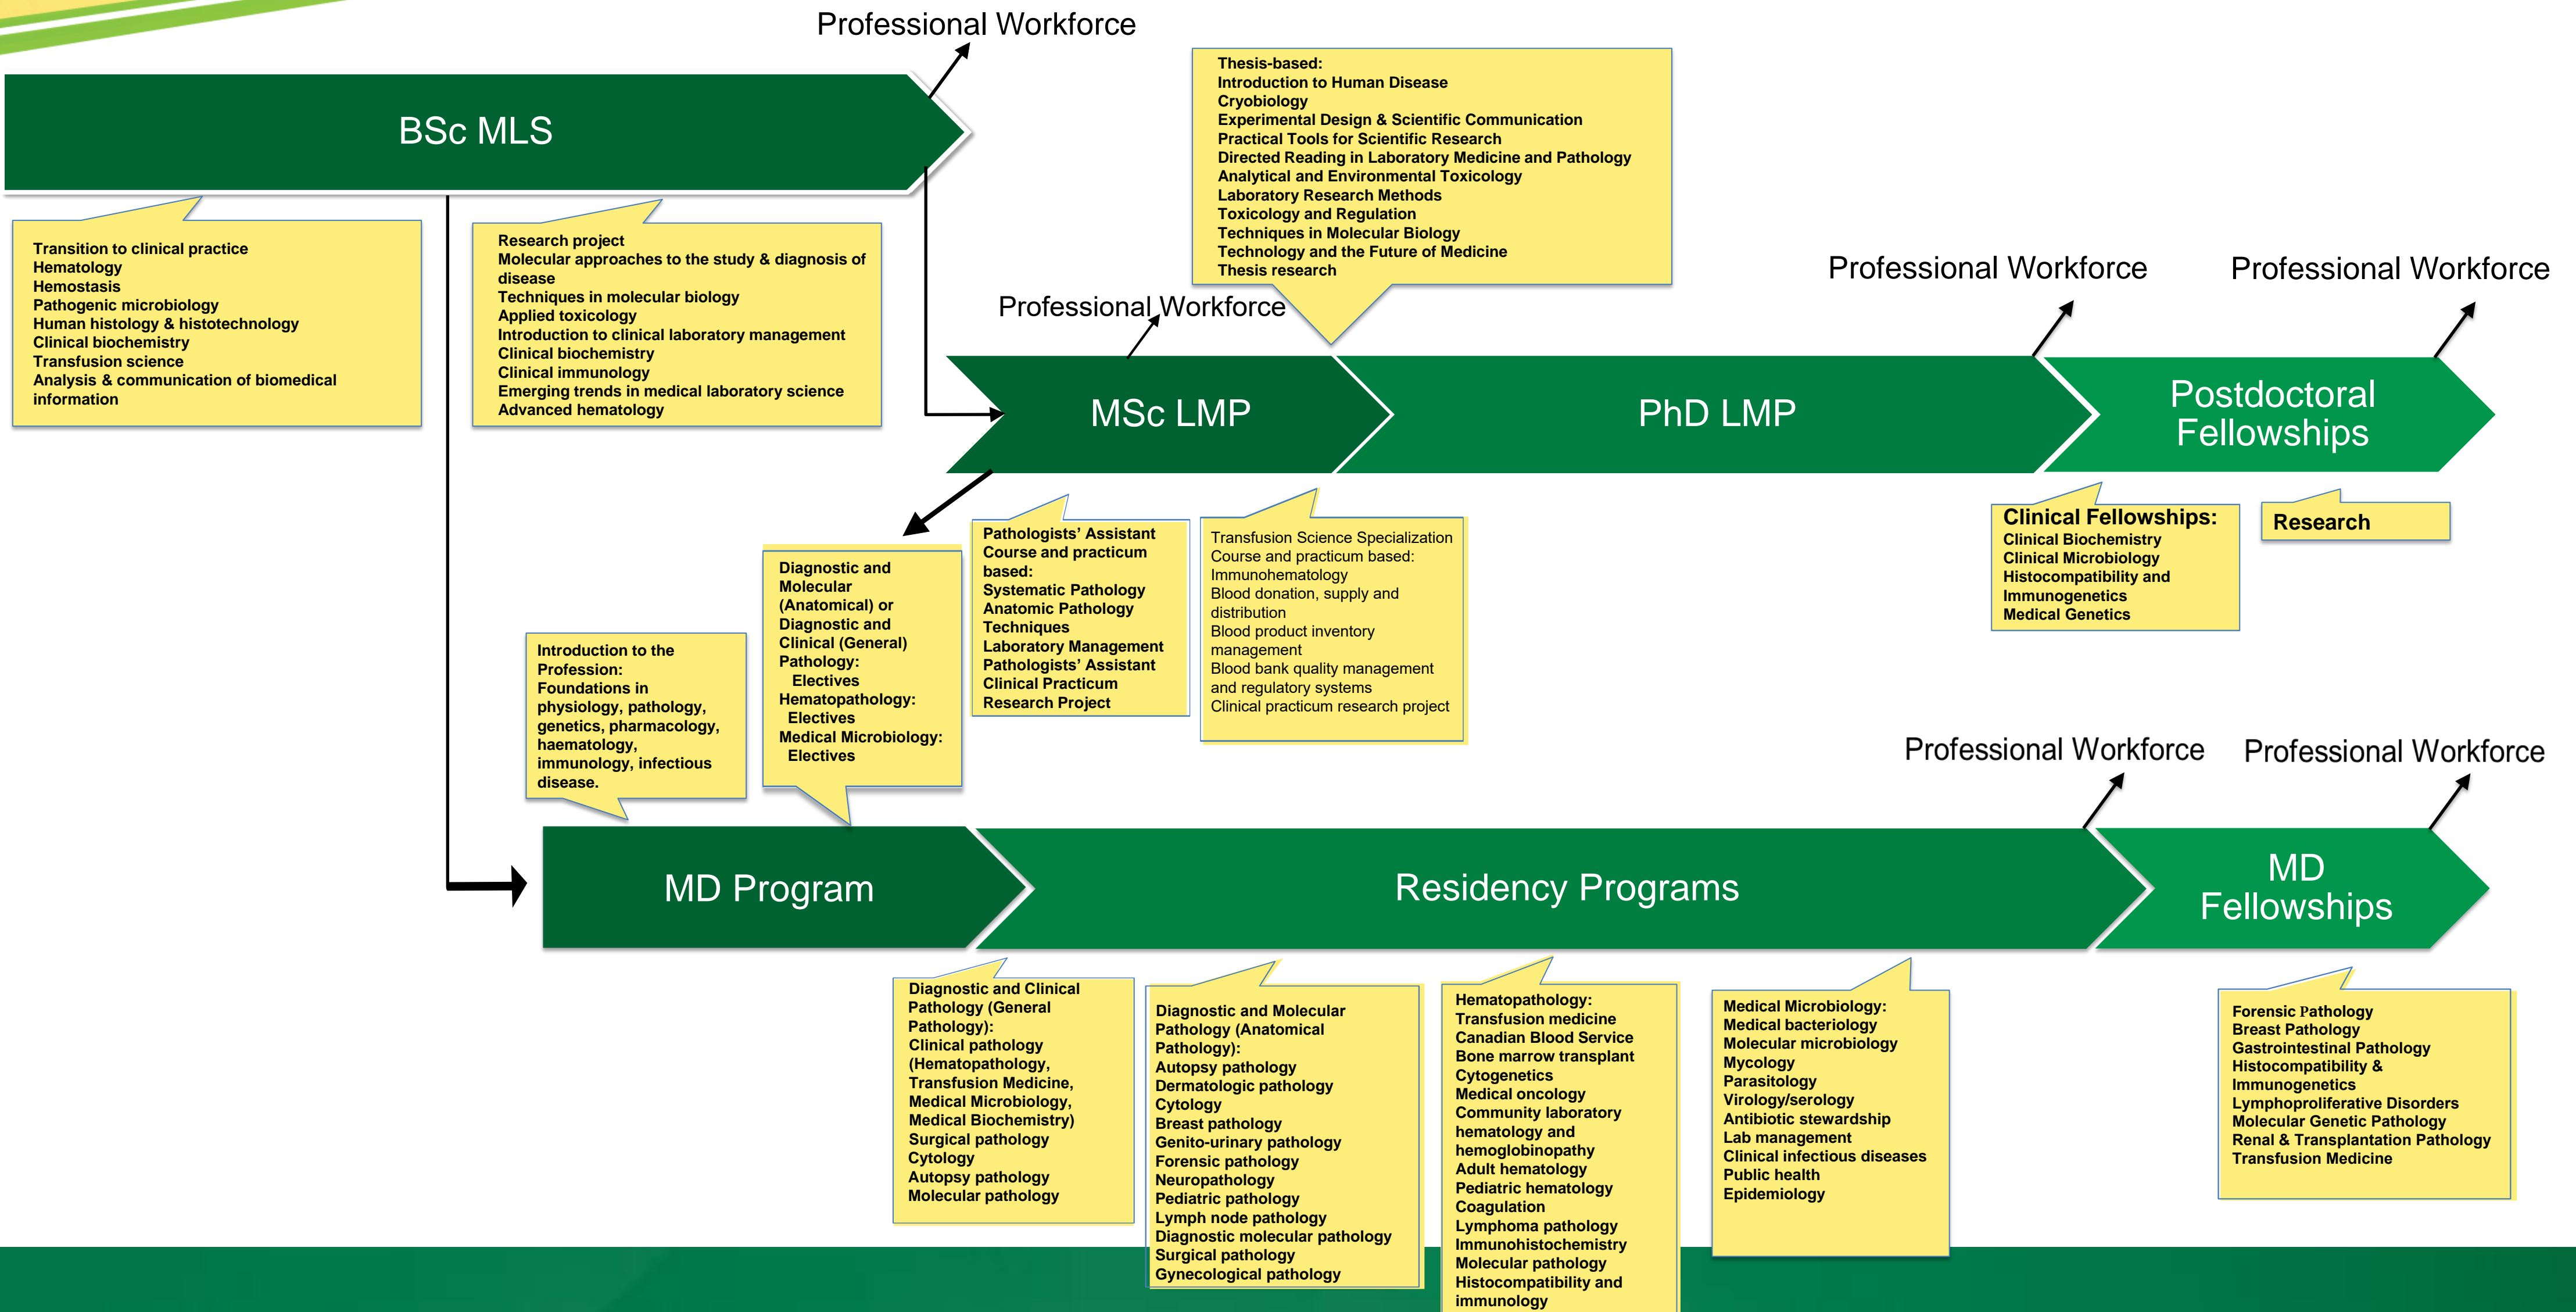 Professional Workforce
BSc MLS
Transition to clinical practice
Hematology
Hemostasis
Pathogenic microbiology
Human histology & histotechnology
Clinical biochemistry
Transfusion science
Analysis & communication of biomedical
information
Research project
Molecular approaches to the study & diagnosis of
disease
Techniques in molecular biology
Applied toxicology
Introduction to clinical laboratory management
Clinical biochemistry
Clinical immunology
Emerging trends in medical laboratory science
Advanced hematology
Thesis-based:
Introduction to Human Disease
Cryobiology
Experimental Design & Scientific Communication
Practical Tools for Scientific Research
Directed Reading in Laboratory Medicine and Pathology
Analytical and Environmental Toxicology
Laboratory Research Methods
Toxicology and Regulation
Techniques in Molecular Biology
Technology and the Future of Medicine
Thesis research
Professional Workforce
Professional Workforce
Professional Workforce
MSc LMP
PhD LMP
Postdoctoral
Fellowships
Introduction to the
Profession:
Foundations in
physiology, pathology,
genetics, pharmacology,
haematology,
immunology, infectious
disease.
Diagnostic and
Molecular
(Anatomical) or
Diagnostic and
Clinical (General)
Pathology:
Electives
Hematopathology:
Electives
Medical Microbiology:
Electives
Pathologists’ Assistant
Course and practicum
based:
Systematic Pathology
Anatomic Pathology
Techniques
Laboratory Management
Pathologists’ Assistant
Clinical Practicum
Research Project
Transfusion Science Specialization
Course and practicum based:
Immunohematology
Blood donation, supply and
distribution
Blood product inventory
management
Blood bank quality management
and regulatory systems
Clinical practicum research project
Clinical Fellowships:
Clinical Biochemistry
Clinical Microbiology
Histocompatibility and
Immunogenetics
Medical Genetics
Research
Professional Workforce
Professional Workforce
MD Program
Residency Programs
MD
Fellowships
Diagnostic and Clinical
Pathology (General
Pathology):
Clinical pathology
(Hematopathology,
Transfusion Medicine,
Medical Microbiology,
Medical Biochemistry)
Surgical pathology
Cytology
Autopsy pathology
Molecular pathology
Diagnostic and Molecular
Pathology (Anatomical
Pathology):
Autopsy pathology
Dermatologic pathology
Cytology
Breast pathology
Genito-urinary pathology
Forensic pathology
Neuropathology
Pediatric pathology
Lymph node pathology
Diagnostic molecular pathology
Surgical pathology
Gynecological pathology
Hematopathology:
Transfusion medicine
Canadian Blood Service
Bone marrow transplant
Cytogenetics
Medical oncology
Community laboratory
hematology and
hemoglobinopathy
Adult hematology
Pediatric hematology
Coagulation
Lymphoma pathology
Immunohistochemistry
Molecular pathology
Histocompatibility and
immunology
Medical Microbiology:
Medical bacteriology
Molecular microbiology
Mycology
Parasitology
Virology/serology
Antibiotic stewardship
Lab management
Clinical infectious diseases
Public health
Epidemiology
Forensic Pathology
Breast Pathology
Gastrointestinal Pathology
Histocompatibility &
Immunogenetics
Lymphoproliferative Disorders
Molecular Genetic Pathology
Renal & Transplantation Pathology
Transfusion Medicine